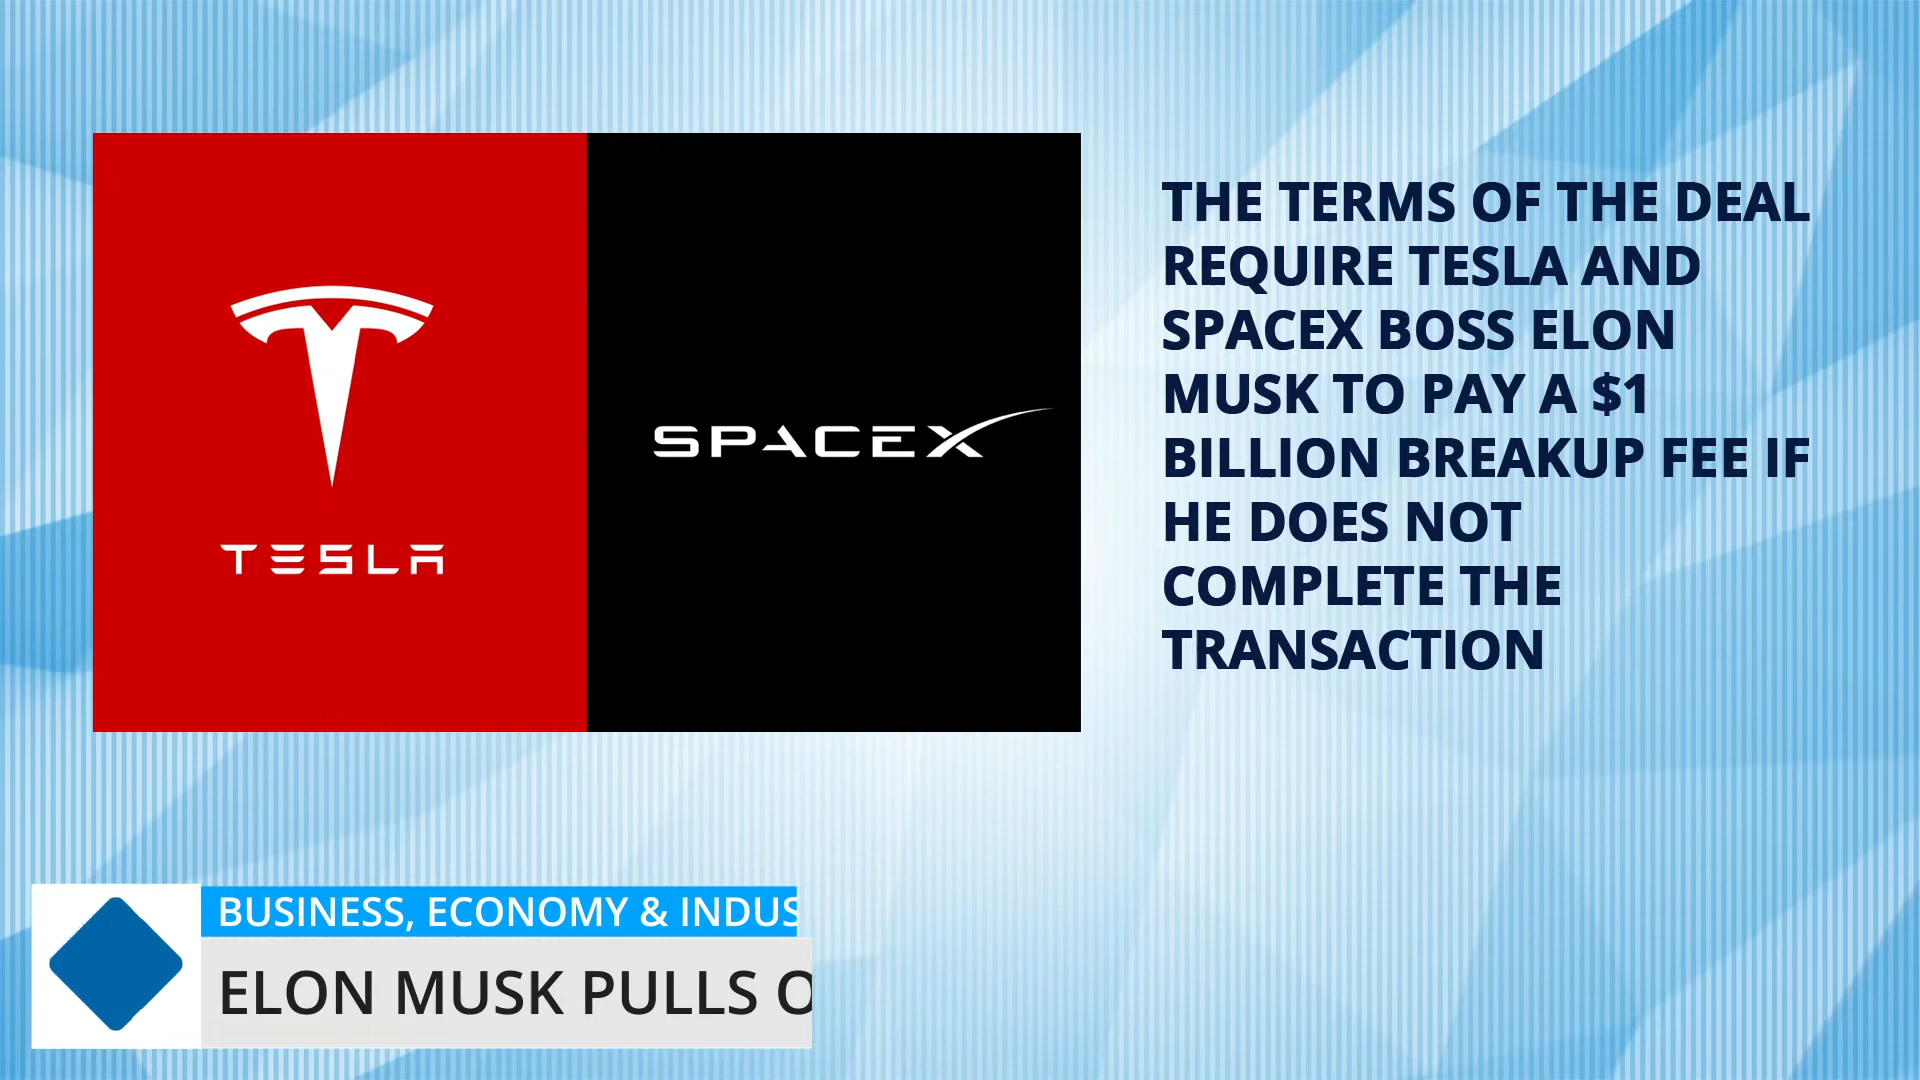 TESLA
SPACEX
THE TERMS OF THE DEAL
REQUIRE TESLA AND
SPACEX BOSS ELON
MUSK TO PAY A $1
BILLION BREAKUP FEE IF
HE DOES NOT
COMPLETE THE
TRANSACTION
BUSINESS, ECONOMY & INDUS
ELON MUSK PULLS O